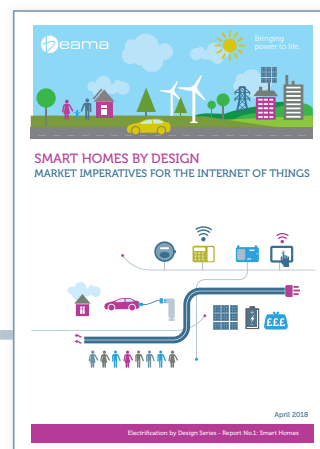 beama
Bringing
power to life
SMART HOMES BY DESIGN
MARKET IMPERATIVES FOR THE INTERNET OF THINGS
£££
April 2018
Electrification by Design Series - Report No.1: Smart Homes